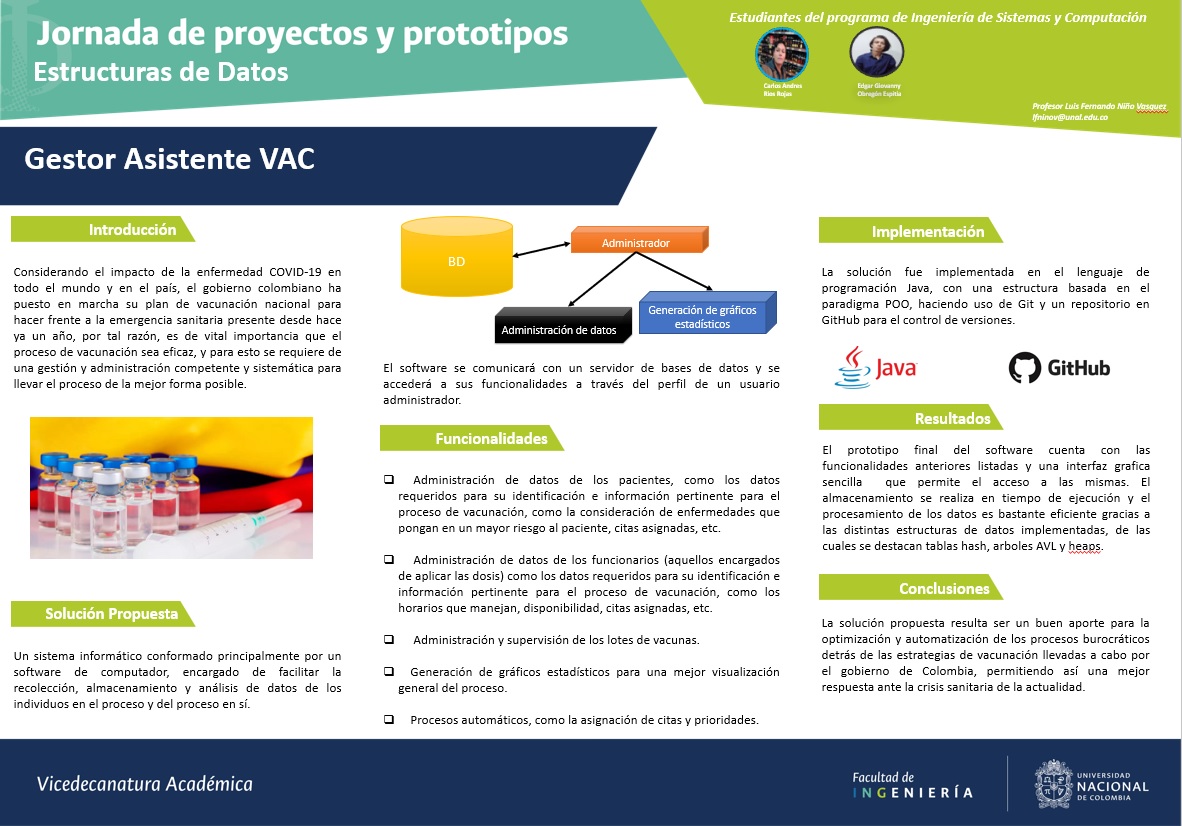 Jornada de proyectos y prototipos
Estructuras de Datos
Estudiantes del programa de Ingeniería de Sistemas y Computación
Carlos Andres
Ríos Rojas
Edgar Giovanny
Obregón Espitia
Profesor Luis Fernando Niño Vasquez
lfninov@unal.edu.co
Gestor Asistente VAC
Introducción
Considerando el impacto de la enfermedad COVID-19 en
todo el mundo y en el país, el gobierno colombiano ha
puesto en marcha su plan de vacunación nacional para
hacer frente a la emergencia sanitaria presente desde hace
ya un año, por tal razón, es de vital importancia que el
proceso de vacunación sea eficaz, y para esto se requiere de
una gestión y administración competente y sistemática para
llevar el proceso de la mejor forma posible.
Solución Propuesta
Un sistema informático conformado principalmente por un
software de computador, encargado de facilitar la
recolección, almacenamiento y análisis de datos de los
individuos en el proceso y del proceso en sí.
BD
Administrador
Administración de datos
Generación de gráficos
estadísticos
El software se comunicará con un servidor de bases de datos y se
accederá a sus funcionalidades a través del perfil de un usuario
administrador.
Funcionalidades
Administración de datos de los pacientes, como los datos
requeridos para su identificación e información pertinente para el
proceso de vacunación, como la consideración de enfermedades que
pongan en un mayor riesgo al paciente, citas asignadas, etc.
Administración de datos de los funcionarios (aquellos encargados
de aplicar las dosis) como los datos requeridos para su identificación e
información pertinente para el proceso de vacunación, como los
horarios que manejan, disponibilidad, citas asignadas, etc.
Administración y supervisión de los lotes de vacunas.
Generación de gráficos estadísticos para una mejor visualización
general del proceso.
Procesos automáticos, como la asignación de citas y prioridades.
Implementación
La solución fue implementada en el lenguaje de
programación Java, con una estructura basada en el
paradigma POO, haciendo uso de Git y un repositorio en
GitHub para el control de versiones.
Java
GitHub
Resultados
El prototipo final del software cuenta con las
funcionalidades anteriores listadas y una interfaz grafica
sencilla que permite el acceso a las mismas. El
almacenamiento se realiza en tiempo de ejecución y el
procesamiento de los datos es bastante eficiente gracias a
las distintas estructuras de datos implementadas, de las
cuales se destacan tablas hash, arboles AVL y heaps.
Conclusiones
La solución propuesta resulta ser un buen aporte para la
optimización y automatización de los procesos burocráticos
detrás de las estrategias de vacunación llevadas a cabo por
el gobierno de Colombia, permitiendo así una mejor
respuesta ante la crisis sanitaria de la actualidad.
Vicedecanatura Académica
Facultad de
INGENIERÍA
UNIVERSIDAD
NACIONAL
DE COLOMBIA